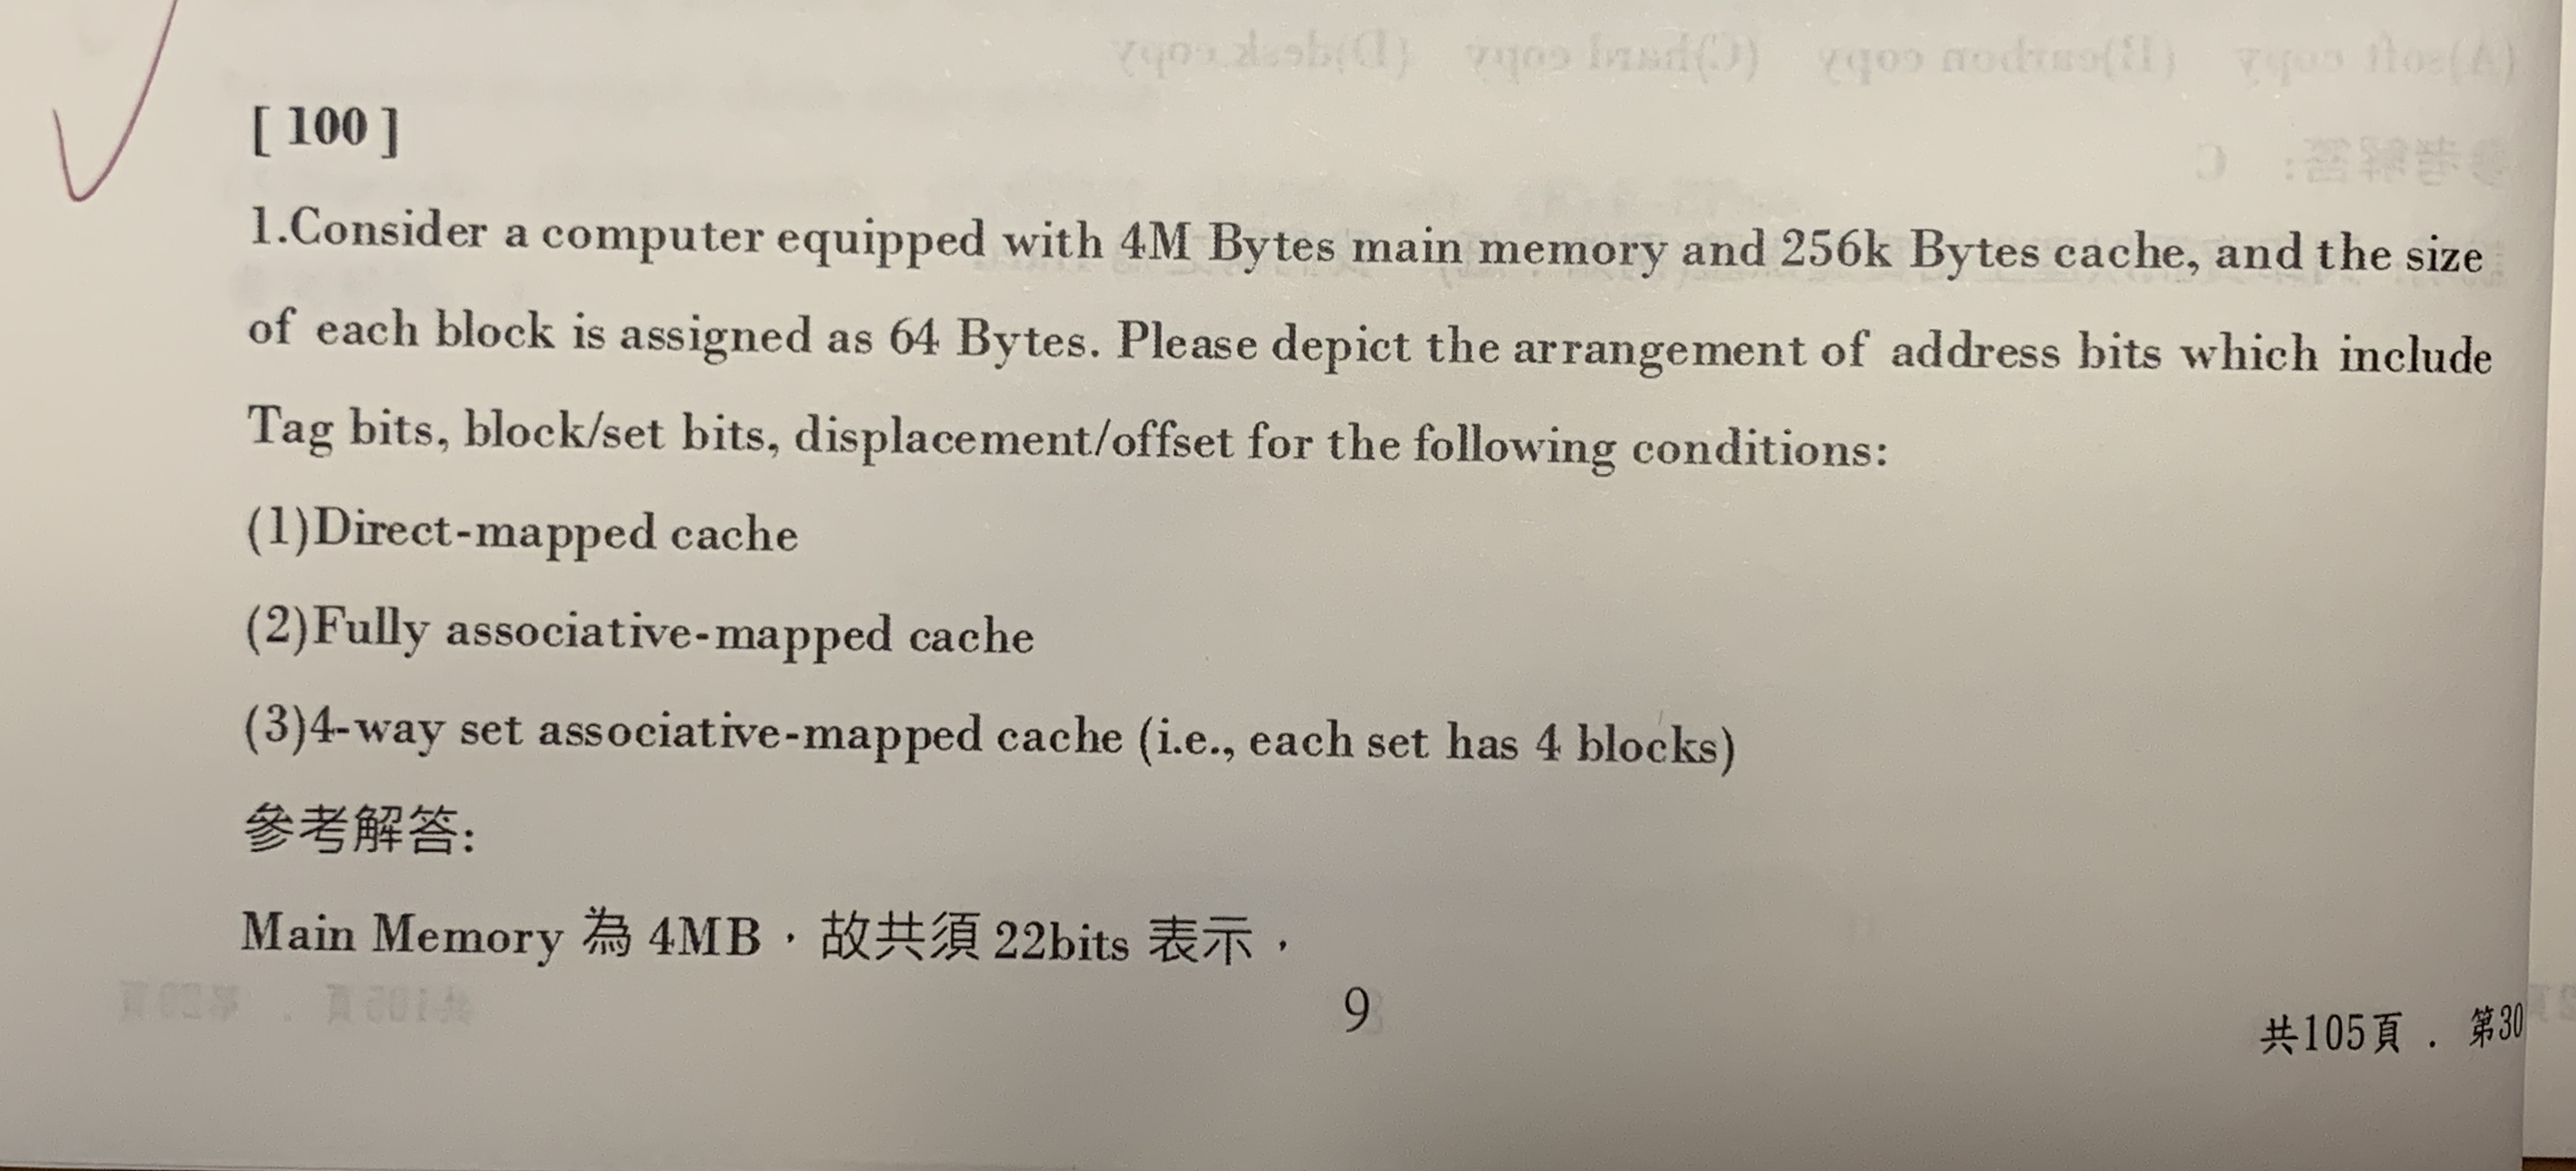 [ 100 ]
1.Consider a computer equipped with 4M Bytes main memory and 256k Bytes cache, and the size
of each block is assigned as 64 Bytes. Please depict the arrangement of address bits which include
Tag bits, block/set bits, displacement/offset for the following conditions:
(1)Direct-mapped cache
(2)Fully associative-mapped cache
(3)4-way set associative-mapped cache (i.e., each set has 4 blocks)
參考解答:
Main Memory 為 4MB，故共須 22bits 表示，
9
共105頁 . 第30